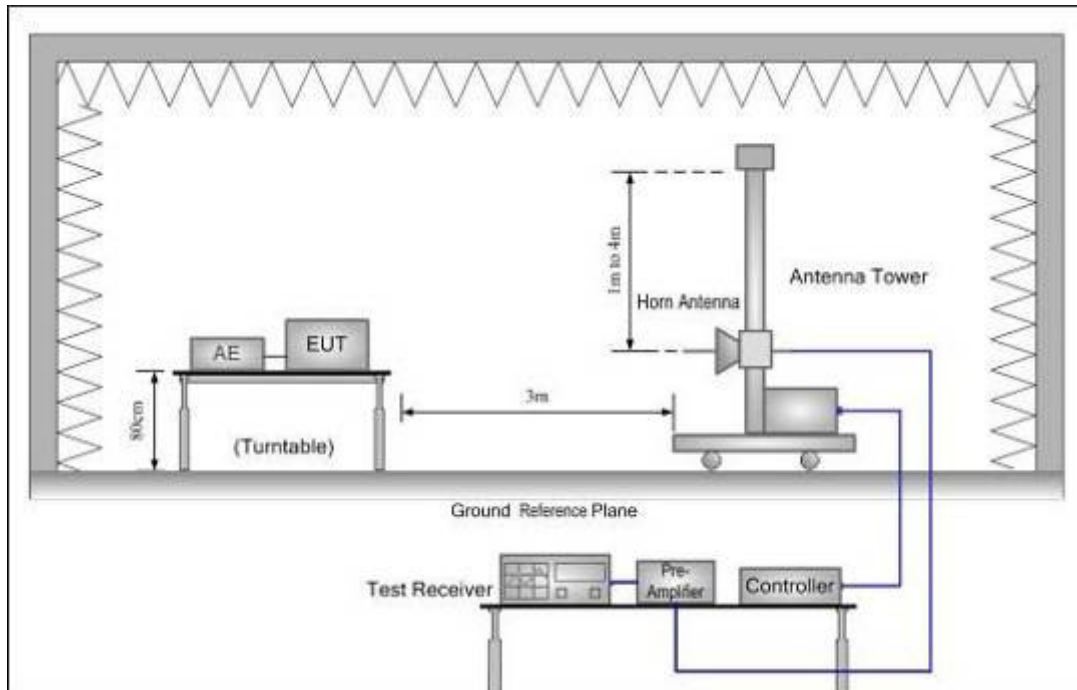 1m to 4m
Antenna Tower
Horn Antenna
AE
EUT
80cm
3m
(Turntable)
Ground Reference Plane
Test Receiver
Pre-
Amplifier
Controller